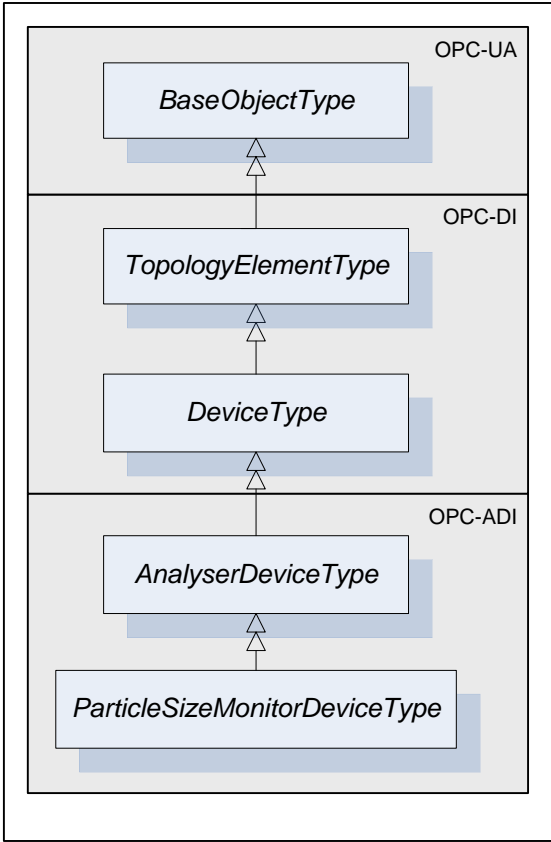 OPC-UA
BaseObjectType
OPC-DI
TopologyElementType
DeviceType
OPC-ADI
AnalyserDeviceType
ParticleSizeMonitorDeviceType